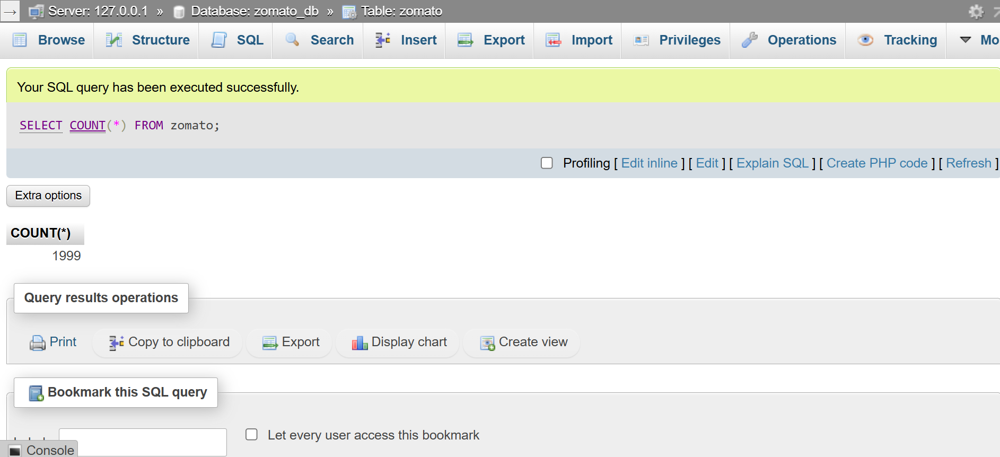 → Server: 127.0.0.1 » Database: zomato_db » Table: zomato
Browse Structure SQL Search Insert Export Import Privileges Operations Tracking Mo
Your SQL query has been executed successfully.
SELECT COUNT(*) FROM zomato;
Profiling [ Edit inline ] [ Edit ] [ Explain SQL ] [ Create PHP code ] [ Refresh ]
Extra options
COUNT(*)
1999
Query results operations
Print Copy to clipboard Export Display chart Create view
Bookmark this SQL query
Let every user access this bookmark
Console